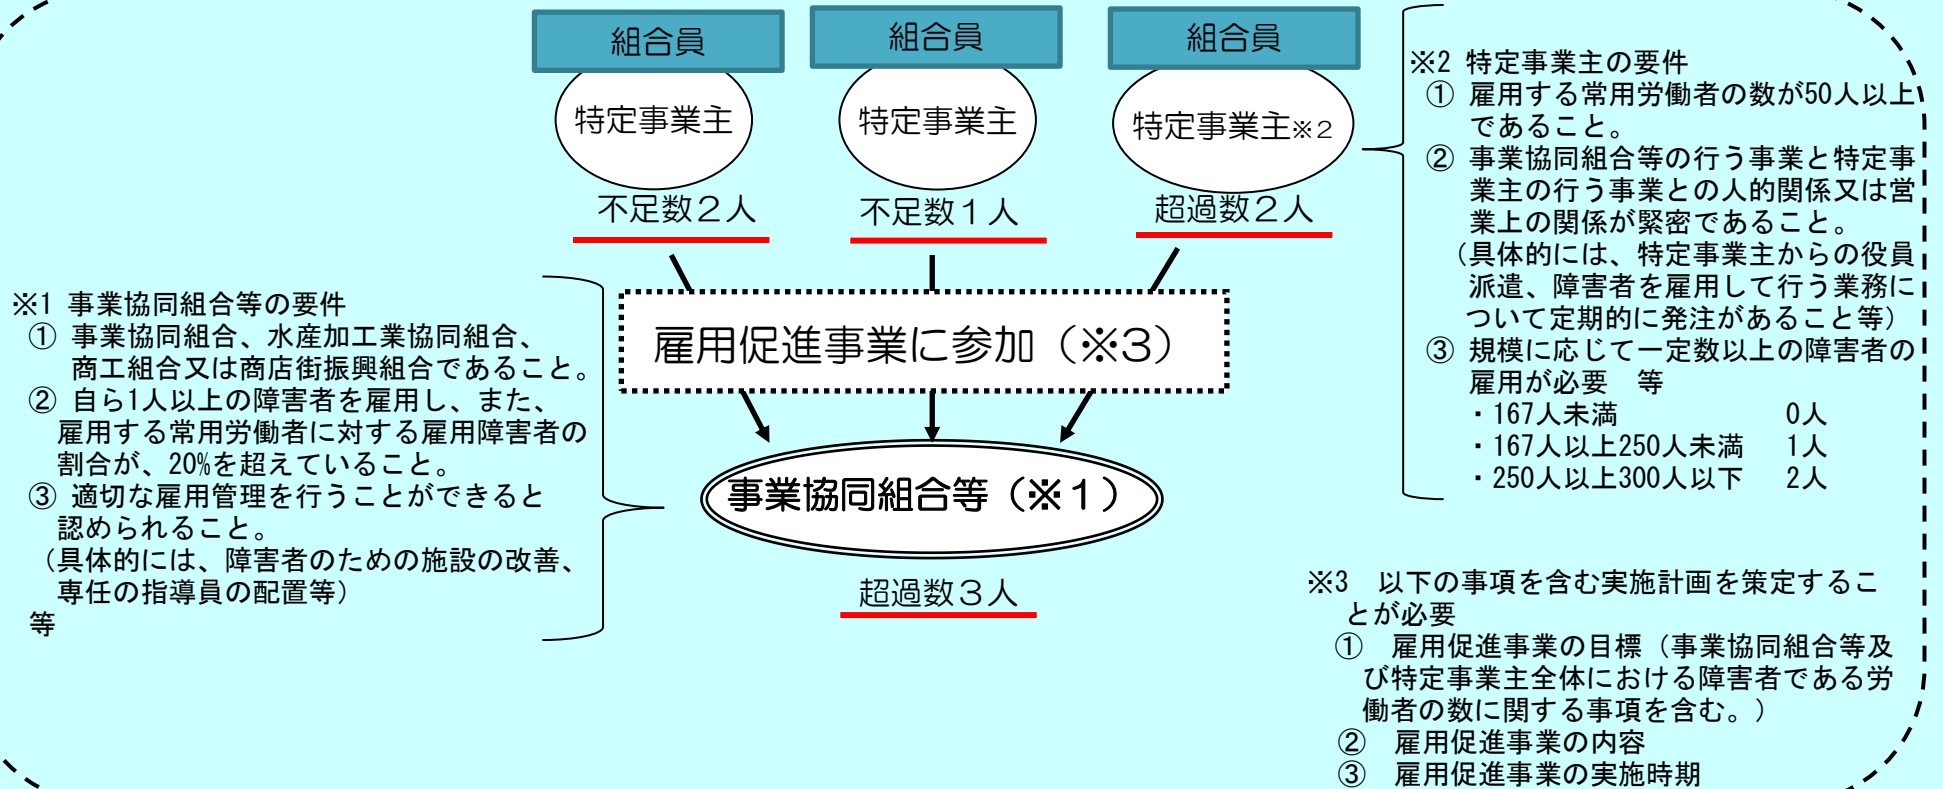 組合員
組合員
組合員
特定事業主
特定事業主
特定事業主※2
不足数２人
不足数１人
超過数２人
雇用促進事業に参加（※3）
事業協同組合等（※１）
超過数３人
※1 事業協同組合等の要件
① 事業協同組合、水産加工業協同組合、
商工組合又は商店街振興組合であること。
② 自ら1人以上の障害者を雇用し、また、
雇用する常用労働者に対する雇用障害者の
割合が、20%を超えていること。
③ 適切な雇用管理を行うことができると
認められること。
（具体的には、障害者のための施設の改善、
専任の指導員の配置等）
等
※2 特定事業主の要件
① 雇用する常用労働者の数が50人以上
であること。
② 事業協同組合等の行う事業と特定事
業主の行う事業との人的関係又は営
業上の関係が緊密であること。
（具体的には、特定事業主からの役員
派遣、障害者を雇用して行う業務に
ついて定期的に発注があること等）
③ 規模に応じて一定数以上の障害者の
雇用が必要　等
・167人未満　0人
・167人以上250人未満　1人
・250人以上300人以下　2人
※3　以下の事項を含む実施計画を策定するこ
とが必要
①　雇用促進事業の目標（事業協同組合等及
び特定事業主全体における障害者である労
働者の数に関する事項を含む。）
②　雇用促進事業の内容
③　雇用促進事業の実施時期